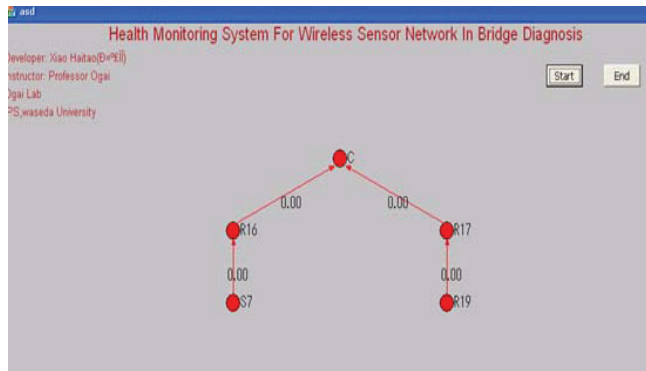 asd
Health Monitoring System For Wireless Sensor Network In Bridge Diagnosis
Developer: Xiao Haitao(Ð¤º£ÌÎ)
nstructor: Professor Ogai
Ogai Lab
PS,waseda University
Start End
C
0.00 0.00
R16 R17
0.00 0.00
S7 R19